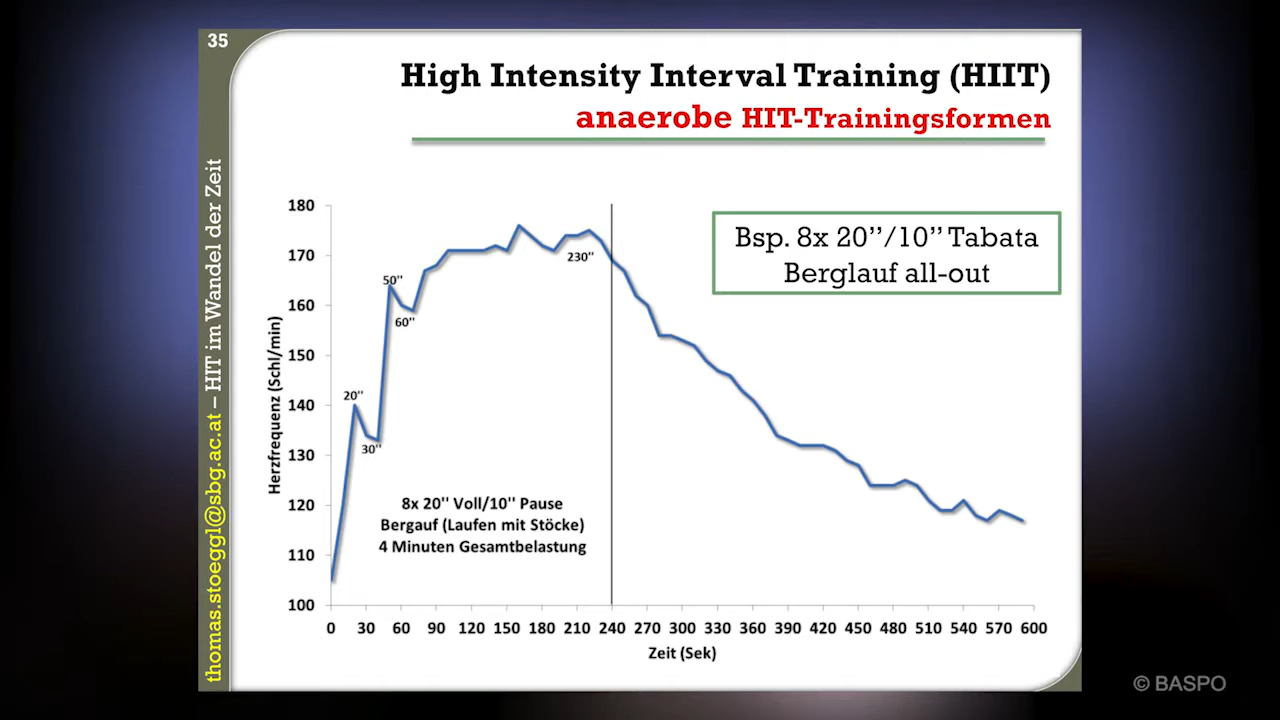 35
High Intensity Interval Training (HIIT)
anaerobe HIT-Trainingsformen
thomas.stoeggl@sbg.ac.at – HIT im Wandel der Zeit
Bsp. 8x 20’’/10’’ Tabata
Berglauf all-out
Herzfrequenz (Schl/min)
180
170
160
150
140
130
120
110
100
20''
30''
50''
60''
230''
8x 20'' Voll/10'' Pause
Bergauf (Laufen mit Stöcke)
4 Minuten Gesamtbelastung
0 30 60 90 120 150 180 210 240 270 300 330 360 390 420 450 480 510 540 570 600
Zeit (Sek)
© BASPO